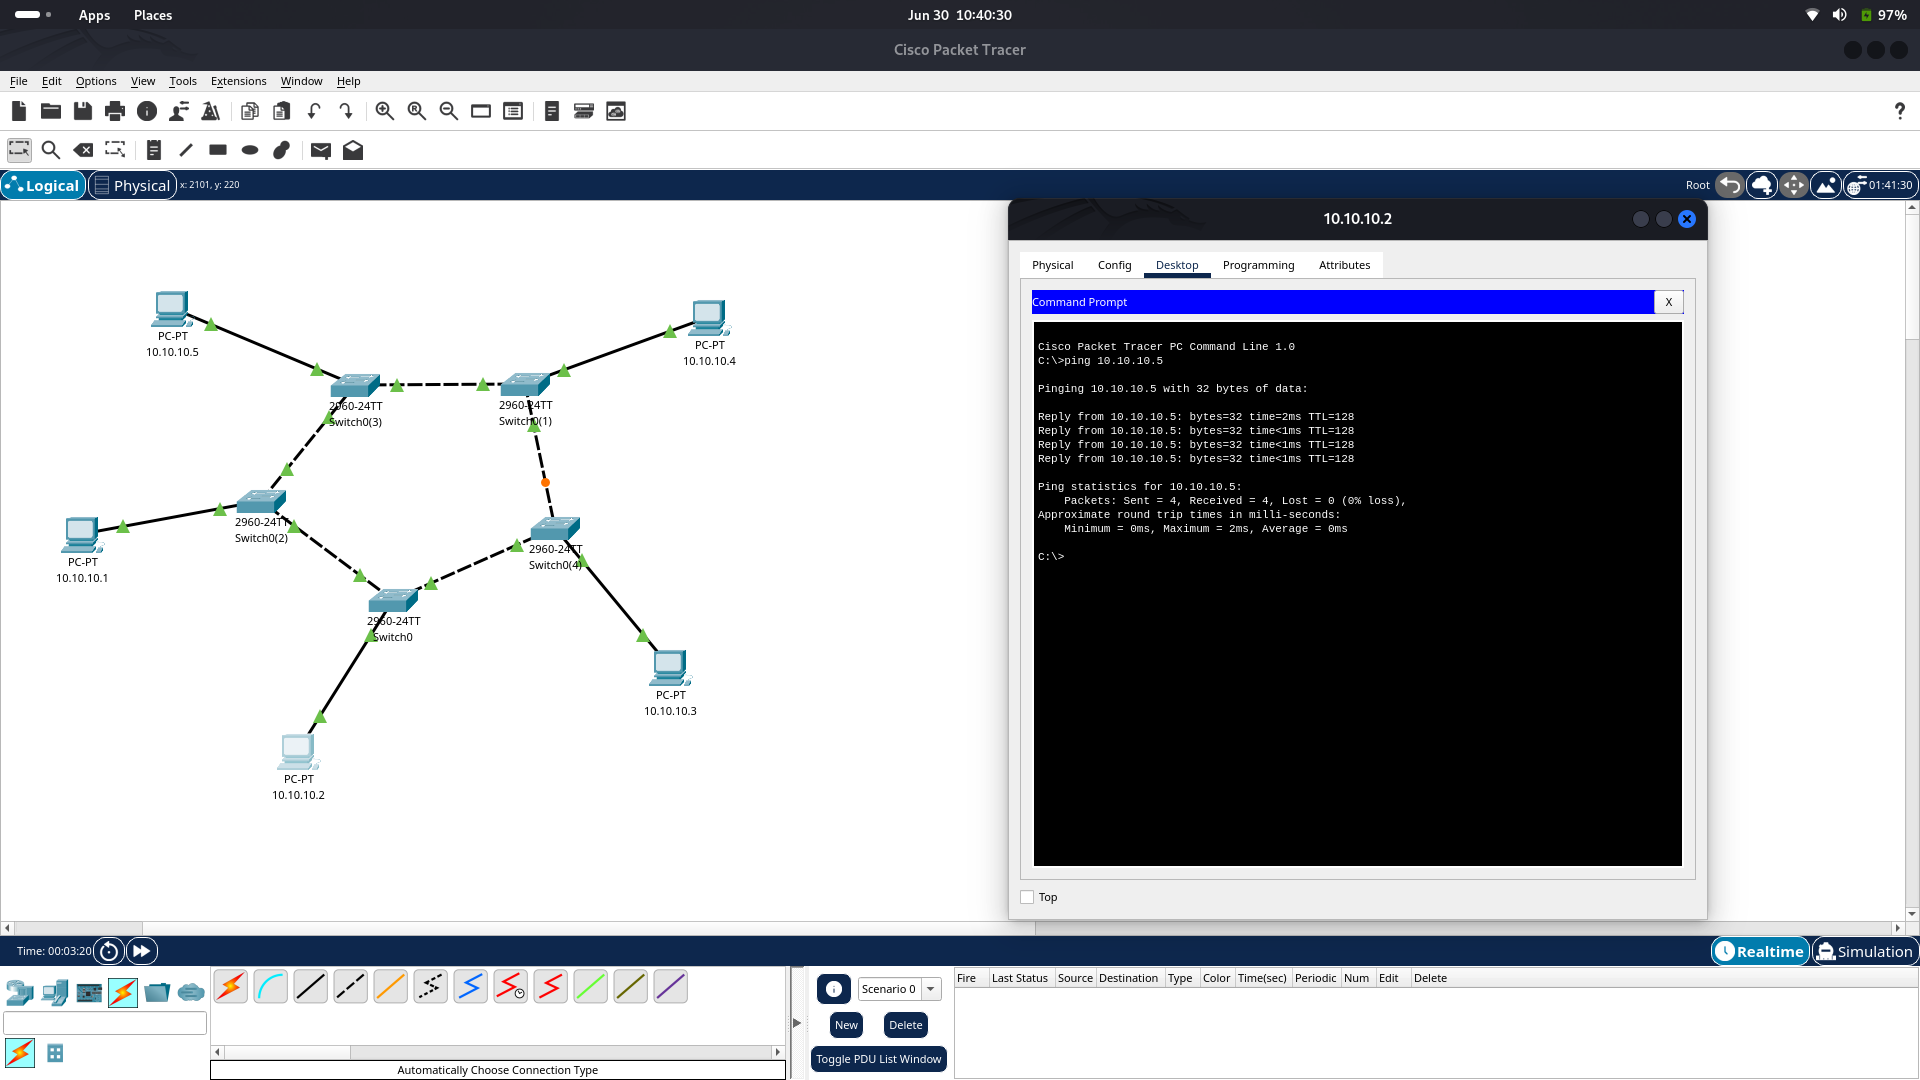 Apps Places Jun 30 10:40:30 97%
Cisco Packet Tracer
File Edit Options View Tools Extensions Window Help
?
Logical Physical x: 2101, y: 220 Root 01:41:30
PC-PT
10.10.10.5
PC-PT
10.10.10.4
2960-24TT
Switch0(3)
2960-24TT
Switch0(1)
2960-24TT
Switch0(2)
PC-PT
10.10.10.1
2960-24TT
Switch0(4)
2960-24TT
Switch0
PC-PT
10.10.10.3
PC-PT
10.10.10.2
10.10.10.2
Physical Config Desktop Programming Attributes
Command Prompt X
Cisco Packet Tracer PC Command Line 1.0
C:\>ping 10.10.10.5
Pinging 10.10.10.5 with 32 bytes of data:
Reply from 10.10.10.5: bytes=32 time=2ms TTL=128
Reply from 10.10.10.5: bytes=32 time<1ms TTL=128
Reply from 10.10.10.5: bytes=32 time<1ms TTL=128
Reply from 10.10.10.5: bytes=32 time<1ms TTL=128
Ping statistics for 10.10.10.5:
Packets: Sent = 4, Received = 4, Lost = 0 (0% loss),
Approximate round trip times in milli-seconds:
Minimum = 0ms, Maximum = 2ms, Average = 0ms
C:\>
Top
Time: 00:03:20 Realtime Simulation
Scenario 0
New Delete
Toggle PDU List Window
Fire Last Status Source Destination Type Color Time(sec) Periodic Num Edit Delete
Automatically Choose Connection Type